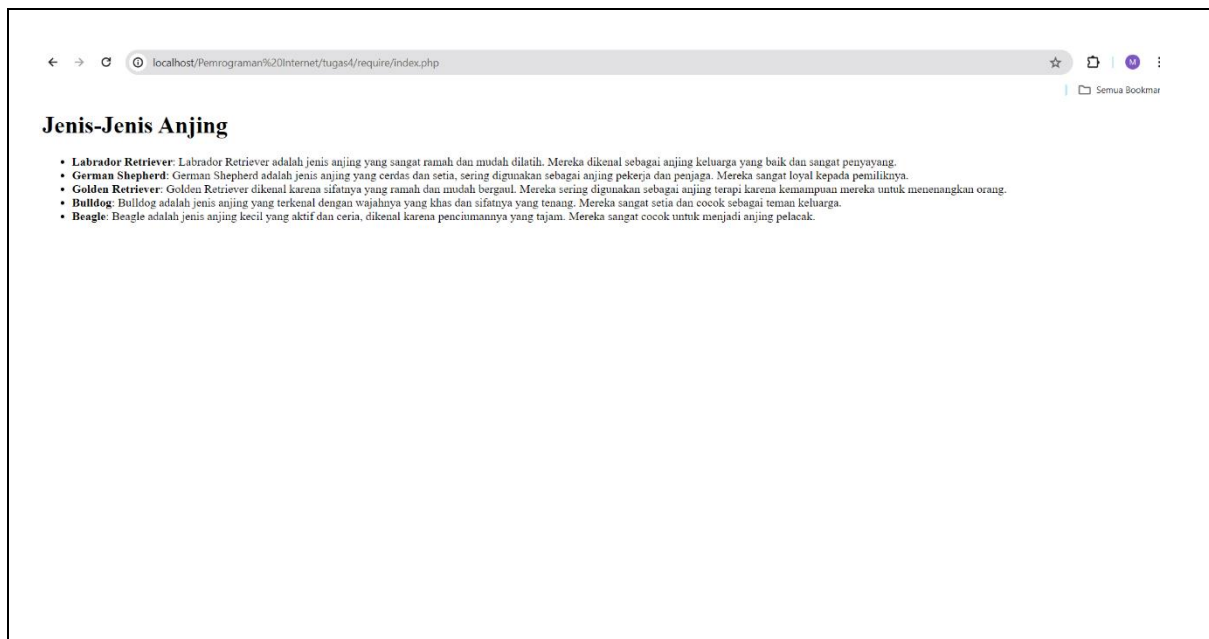 localhost/Pemrograman%20Internet/tugas4/require/index.php
M
Semua Bookmar
Jenis-Jenis Anjing
• Labrador Retriever: Labrador Retriever adalah jenis anjing yang sangat ramah dan mudah dilatih. Mereka dikenal sebagai anjing keluarga yang baik dan sangat penyayang.
• German Shepherd: German Shepherd adalah jenis anjing yang cerdas dan setia, sering digunakan sebagai anjing pekerja dan penjaga. Mereka sangat loyal kepada pemiliknya.
• Golden Retriever: Golden Retriever dikenal karena sifatnya yang ramah dan mudah bergaul. Mereka sering digunakan sebagai anjing terapi karena kemampuan mereka untuk menenangkan orang.
• Bulldog: Bulldog adalah jenis anjing yang terkenal dengan wajahnya yang khas dan sifatnya yang tenang. Mereka sangat setia dan cocok sebagai teman keluarga.
• Beagle: Beagle adalah jenis anjing kecil yang aktif dan ceria, dikenal karena penciumannya yang tajam. Mereka sangat cocok untuk menjadi anjing pelacak.